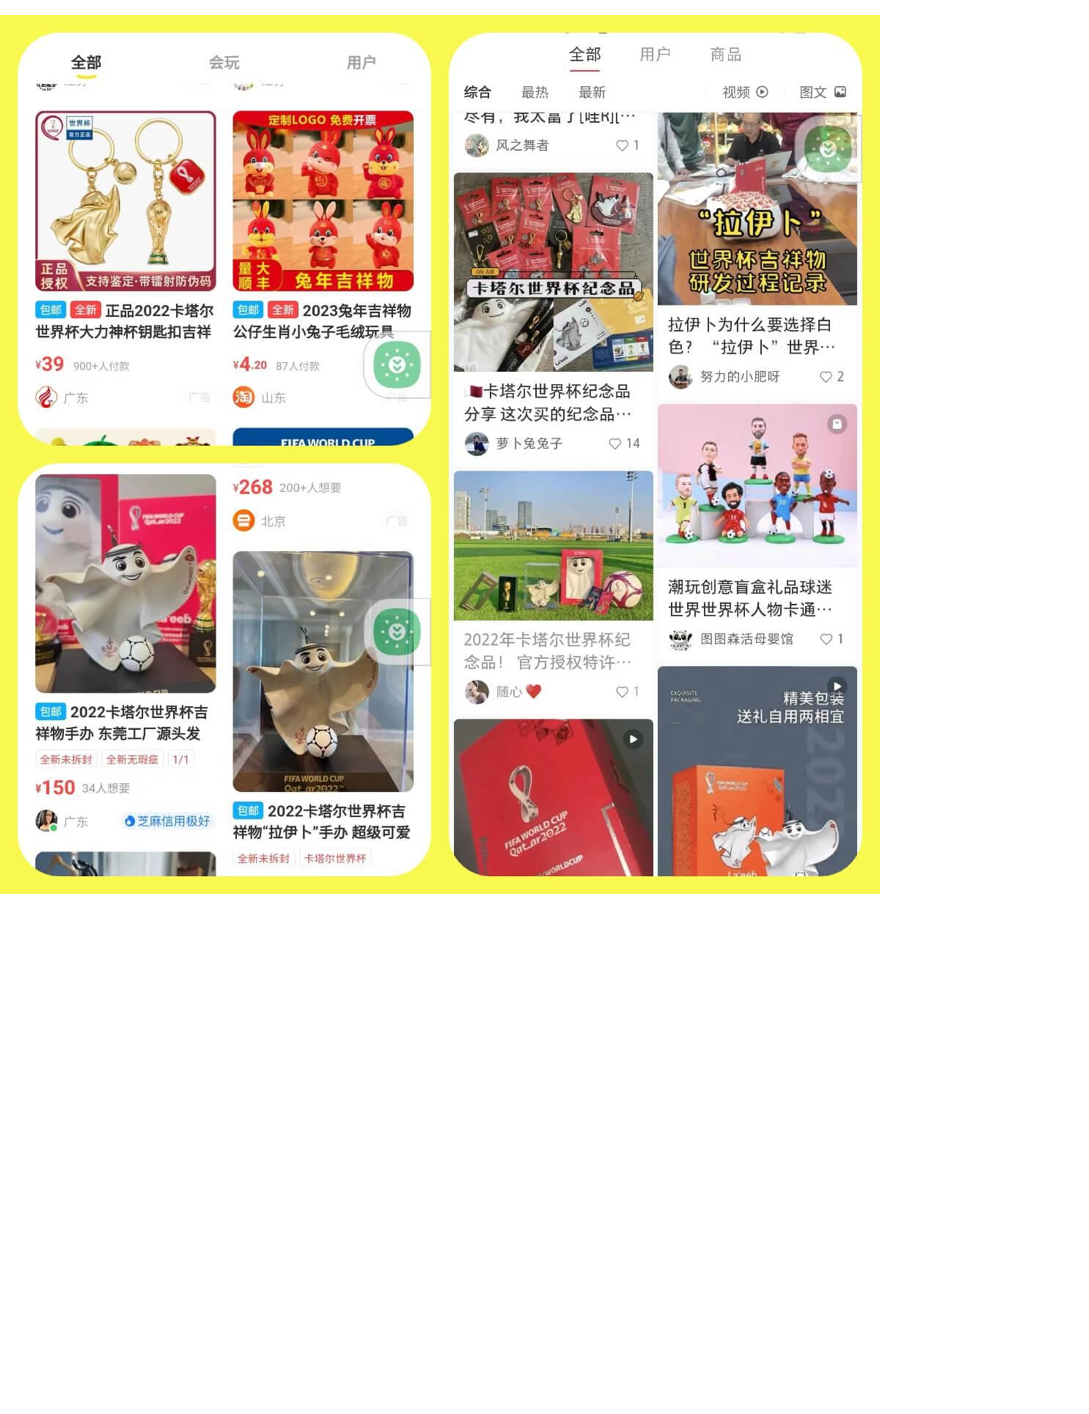 全部
会玩
用户
世界杯
官方正品
正品
授权
支持鉴定·带镭射防伪码
包邮 全新 正品2022卡塔尔
世界杯大力神杯钥匙扣吉祥
¥39 900+人付款
广东
广告
定制LOGO 免费开票
量大
顺丰
兔年吉祥物
包邮 全新 2023兔年吉祥物
公仔生肖小兔子毛绒玩具
¥4.20 87人付款
淘 山东
FIFA WORLD CUP
FIFA WORLD CUP
Qatar2022
包邮 2022卡塔尔世界杯吉
祥物手办 东莞工厂源头发
全新未拆封 全新无瑕疵 1/1
¥150 34人想要
广东
芝麻信用极好
¥268 200+人想要
北京
广告
FIFA WORLD CUP
Qatar2022
包邮 2022卡塔尔世界杯吉
祥物“拉伊卜”手办 超级可爱
全新未拆封 卡塔尔世界杯
全部 用户 商品
综合 最热 最新 视频 图文
尽有，我太富了[哇R][…
风之舞者 1
卡塔尔世界杯纪念品
卡塔尔世界杯纪念品
分享 这次买的纪念品…
萝卜兔兔子 14
2022年卡塔尔世界杯纪
念品！ 官方授权特许…
随心 1
FIFA WORLD CUP
Qatar2022
“拉伊卜”
世界杯吉祥物
研发过程记录
拉伊卜为什么要选择白
色？ “拉伊卜”世界…
努力的小肥呀 2
潮玩创意盲盒礼品球迷
世界世界杯人物卡通…
图图森活母婴馆 1
EXQUISITE
PACKAGING
精美包装
送礼自用两相宜
2022
FIFA WORLD CUP
Qatar2022
La'eeb